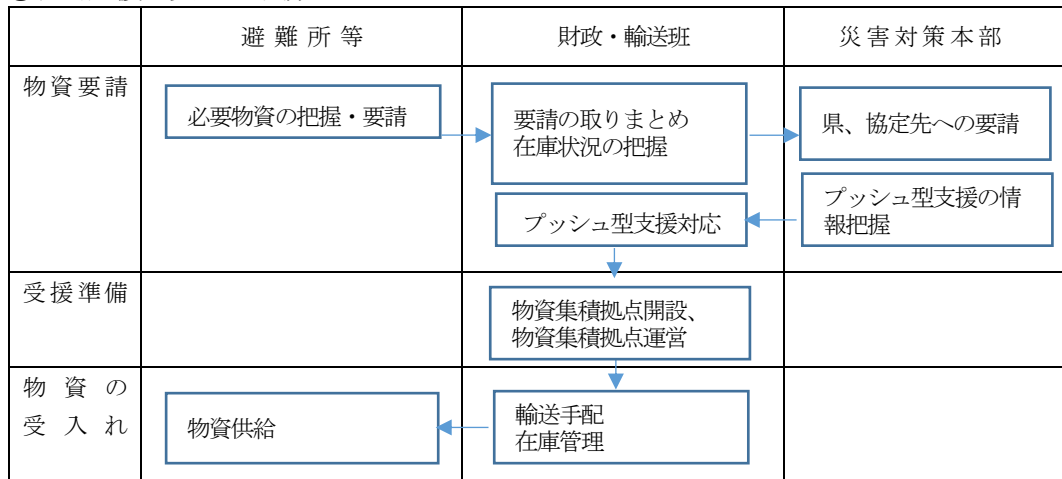 避難所等
財政・輸送班
災害対策本部
物資要請
必要物資の把握・要請
要請の取りまとめ
在庫状況の把握
県、協定先への要請
プッシュ型支援対応
プッシュ型支援の情
報把握
受援準備
物資集積拠点開設、
物資集積拠点運営
物資の
受入れ
物資供給
輸送手配
在庫管理